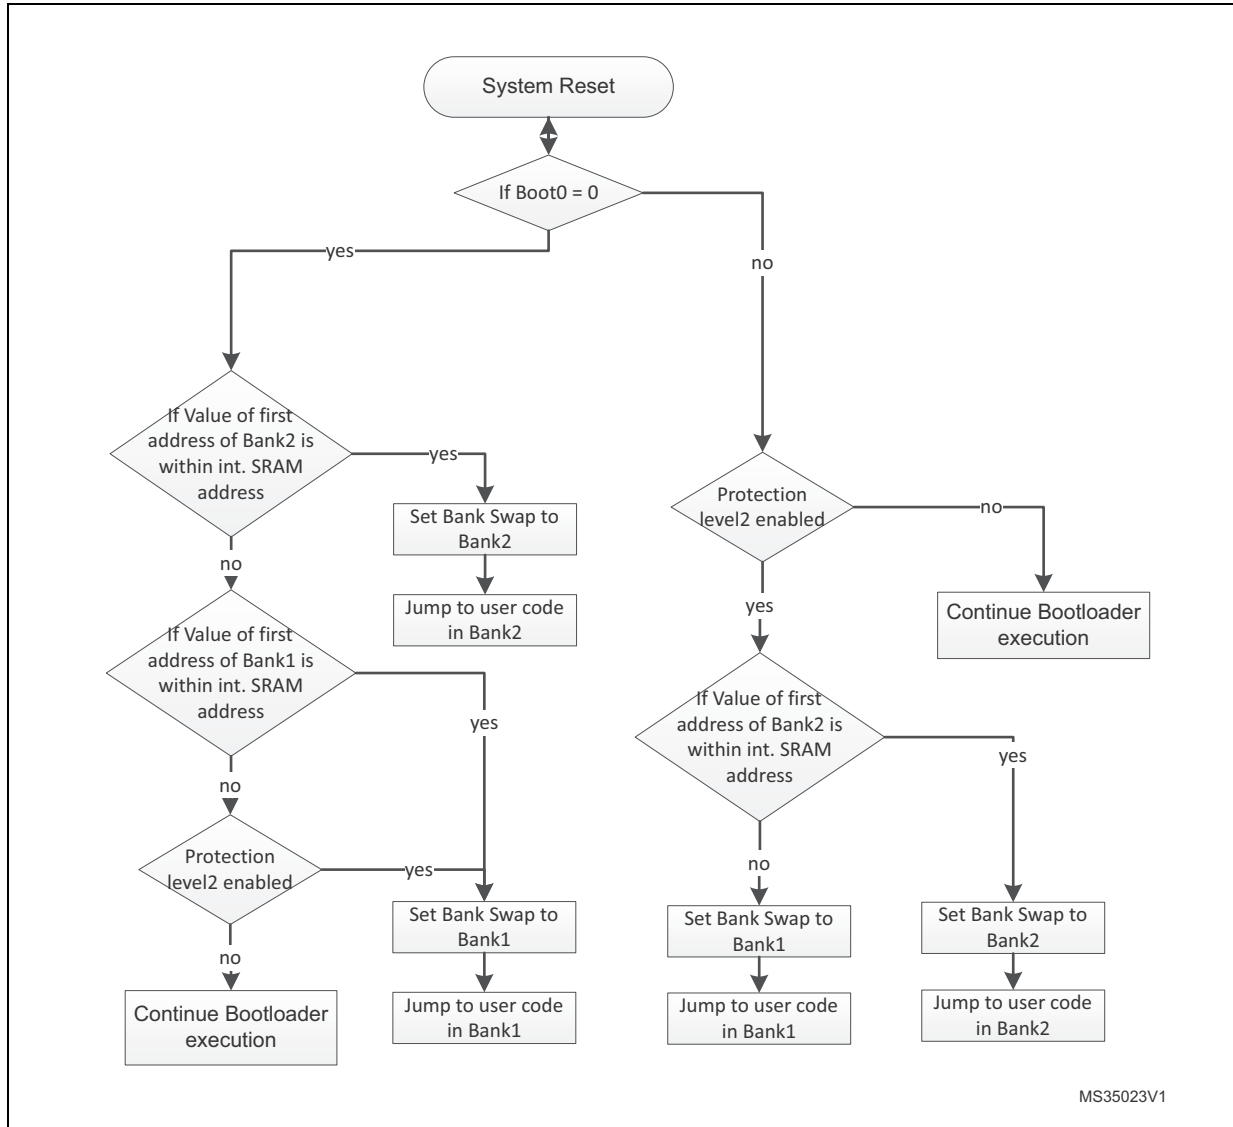 System Reset
If Boot0 = 0
yes
no
If Value of first
address of Bank2 is
within int. SRAM
address
yes
Set Bank Swap to
Bank2
Jump to user code
in Bank2
no
If Value of first
address of Bank1 is
within int. SRAM
address
yes
no
Protection
level2 enabled
yes
no
Continue Bootloader
execution
Set Bank Swap to
Bank1
Jump to user code
in Bank1
Protection
level2 enabled
no
Continue Bootloader
execution
yes
If Value of first
address of Bank2 is
within int. SRAM
address
yes
no
Set Bank Swap to
Bank1
Jump to user code
in Bank1
Set Bank Swap to
Bank2
Jump to user code
in Bank2
MS35023V1